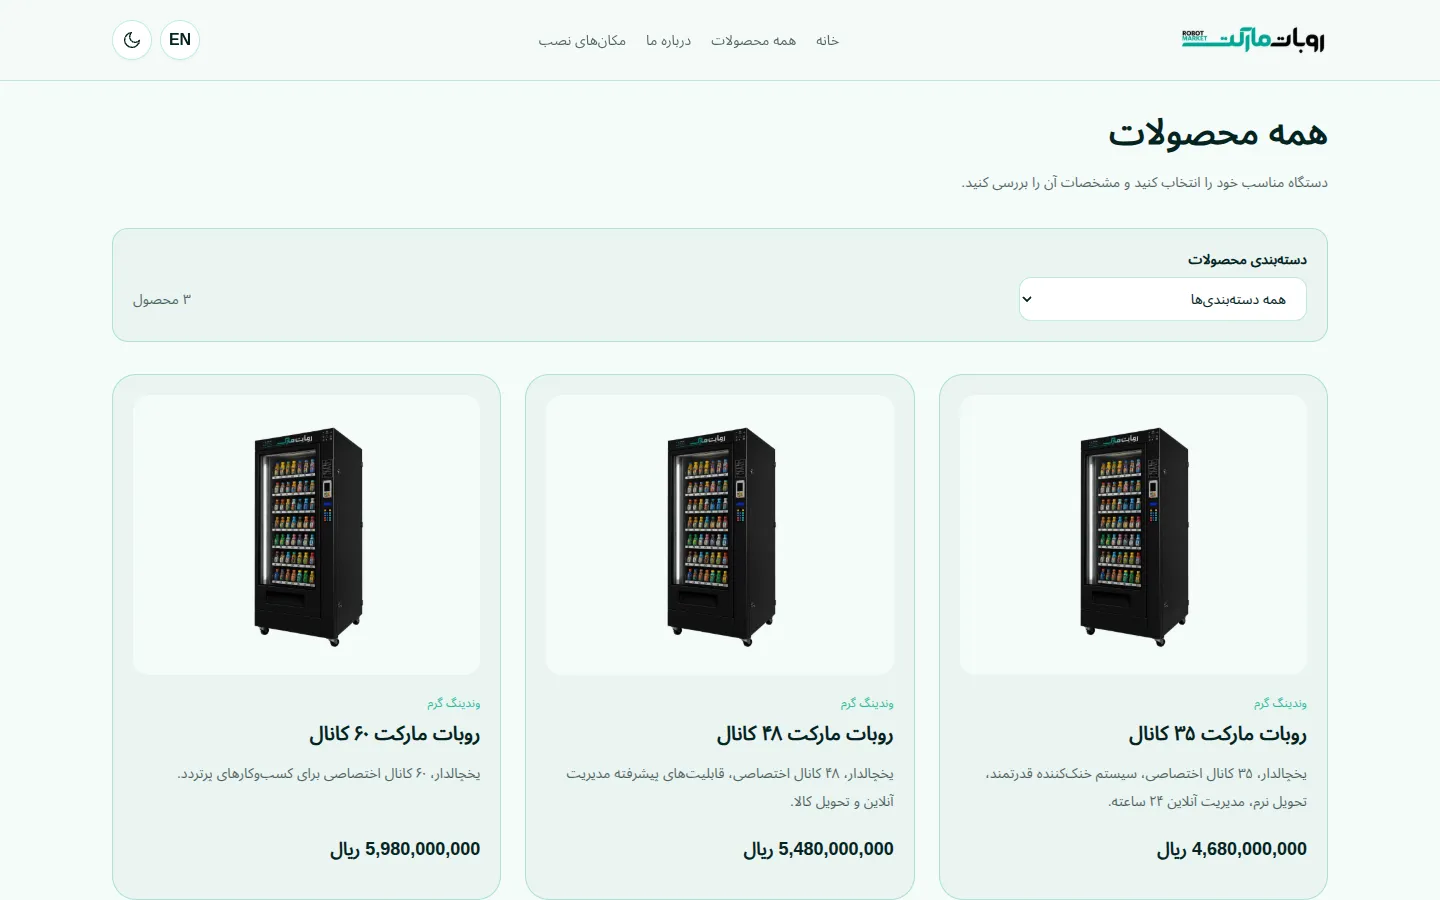 روبات مارکت
ROBOT
MARKET
خانه
همه محصولات
درباره ما
مکان‌های نصب
EN
همه محصولات
دستگاه مناسب خود را انتخاب کنید و مشخصات آن را بررسی کنید.
دسته‌بندی محصولات
همه دسته‌بندی‌ها
۳ محصول
وندینگ گرم
روبات مارکت ۳۵ کانال
یخچالدار، ۳۵ کانال اختصاصی، سیستم خنک‌کننده قدرتمند،
تحویل نرم، مدیریت آنلاین ۲۴ ساعته.
4,680,000,000 ریال
وندینگ گرم
روبات مارکت ۴۸ کانال
یخچالدار، ۴۸ کانال اختصاصی، قابلیت‌های پیشرفته مدیریت
آنلاین و تحویل کالا.
5,480,000,000 ریال
وندینگ گرم
روبات مارکت ۶۰ کانال
یخچالدار، ۶۰ کانال اختصاصی برای کسب‌وکارهای پرتردد.
5,980,000,000 ریال